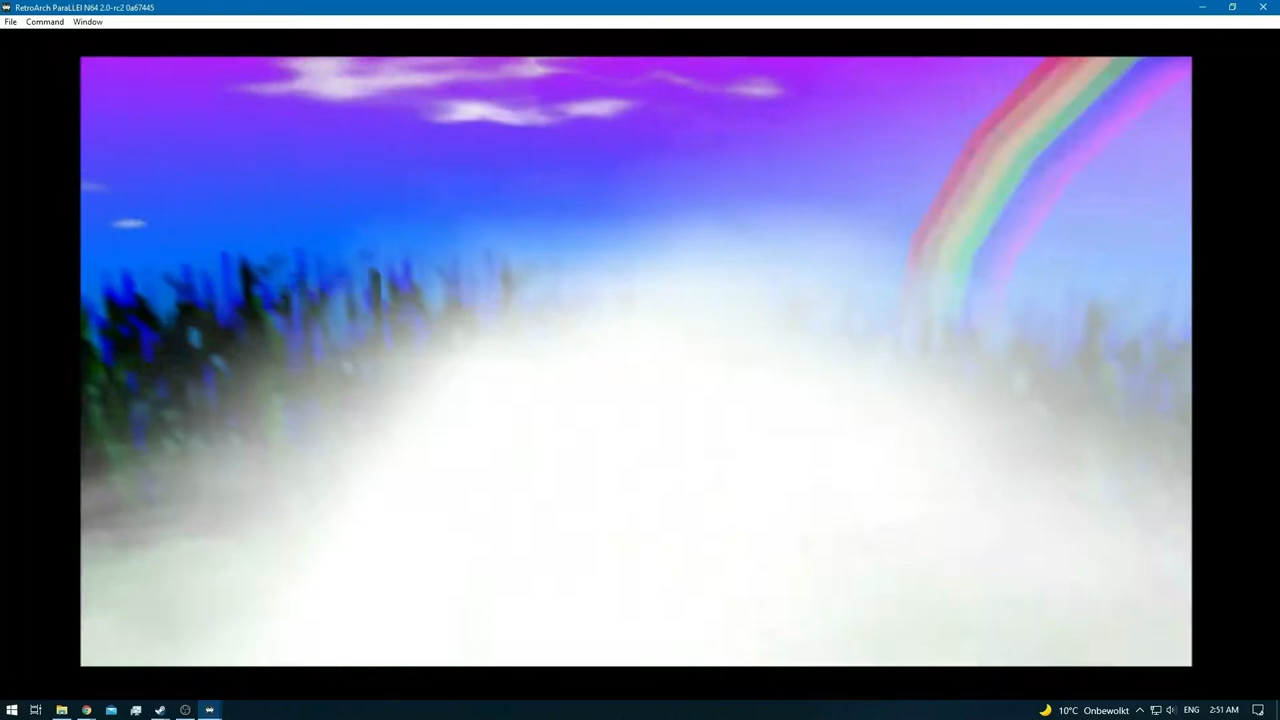 RetroArch ParaLLEl N64 2.0-rc2 0a67445
File Command Window
10°C Onbewolkt ENG 2:51 AM